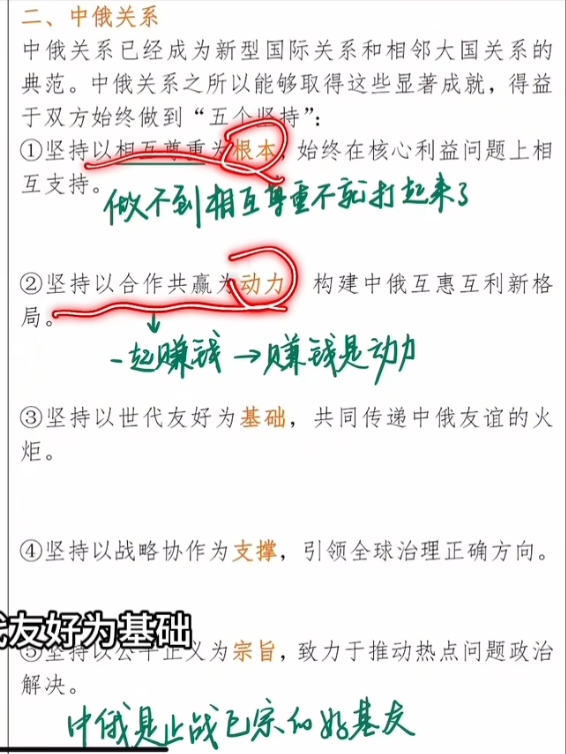 二、中俄关系
中俄关系已经成为新型国际关系和相邻大国关系的
典范。中俄关系之所以能够取得这些显著成就，得益
于双方始终做到“五个坚持”：
①坚持以相互尊重为根本，始终在核心利益问题上相
互支持。
做不到相互尊重不就打起来了
②坚持以合作共赢为动力，构建中俄互惠互利新格
局。
一起赚钱→赚钱是动力
③坚持以世代友好为基础，共同传递中俄友谊的火
炬。
④坚持以战略协作为支撑，引领全球治理正确方向。
友好为基础
⑤坚持以公平正义为宗旨，致力于推动热点问题政治
解决。
中俄是止战已宗的好基友